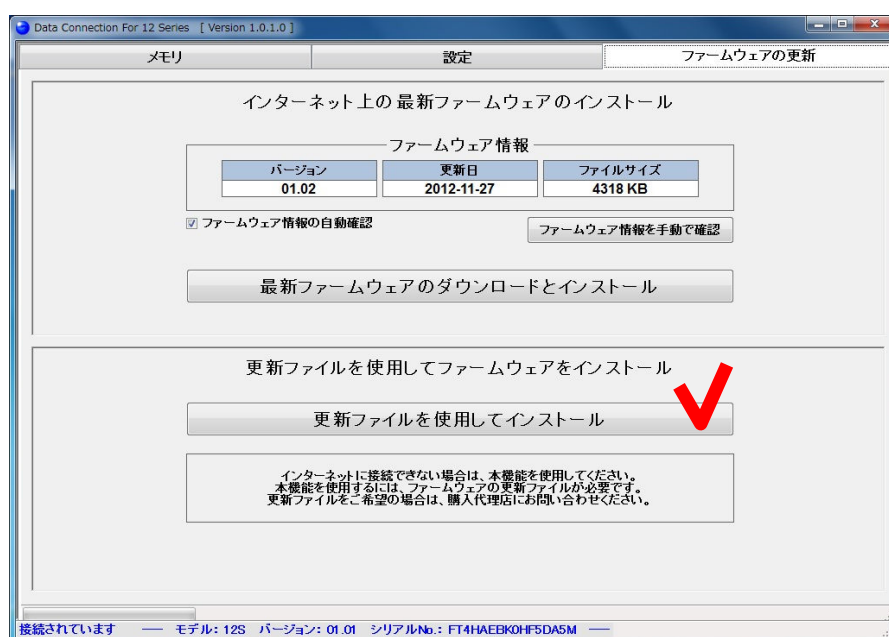 Data Connection For 12 Series [ Version 1.0.1.0 ]
メモリ 設定 ファームウェアの更新
インターネット上の最新ファームウェアのインストール
ファームウェア情報
バージョン 更新日 ファイルサイズ
01.02 2012-11-27 4318 KB
ファームウェア情報の自動確認 ファームウェア情報を手動で確認
最新ファームウェアのダウンロードとインストール
更新ファイルを使用してファームウェアをインストール
更新ファイルを使用してインストール
インターネットに接続できない場合は、本機能を使用してください。
本機能を使用するには、ファームウェアの更新ファイルが必要です。
更新ファイルをご希望の場合は、購入代理店にお問い合わせください。
接続されています ― モデル: 12S バージョン: 01.01 シリアルNo.: FT4HAEBK0HF5DA5M ―